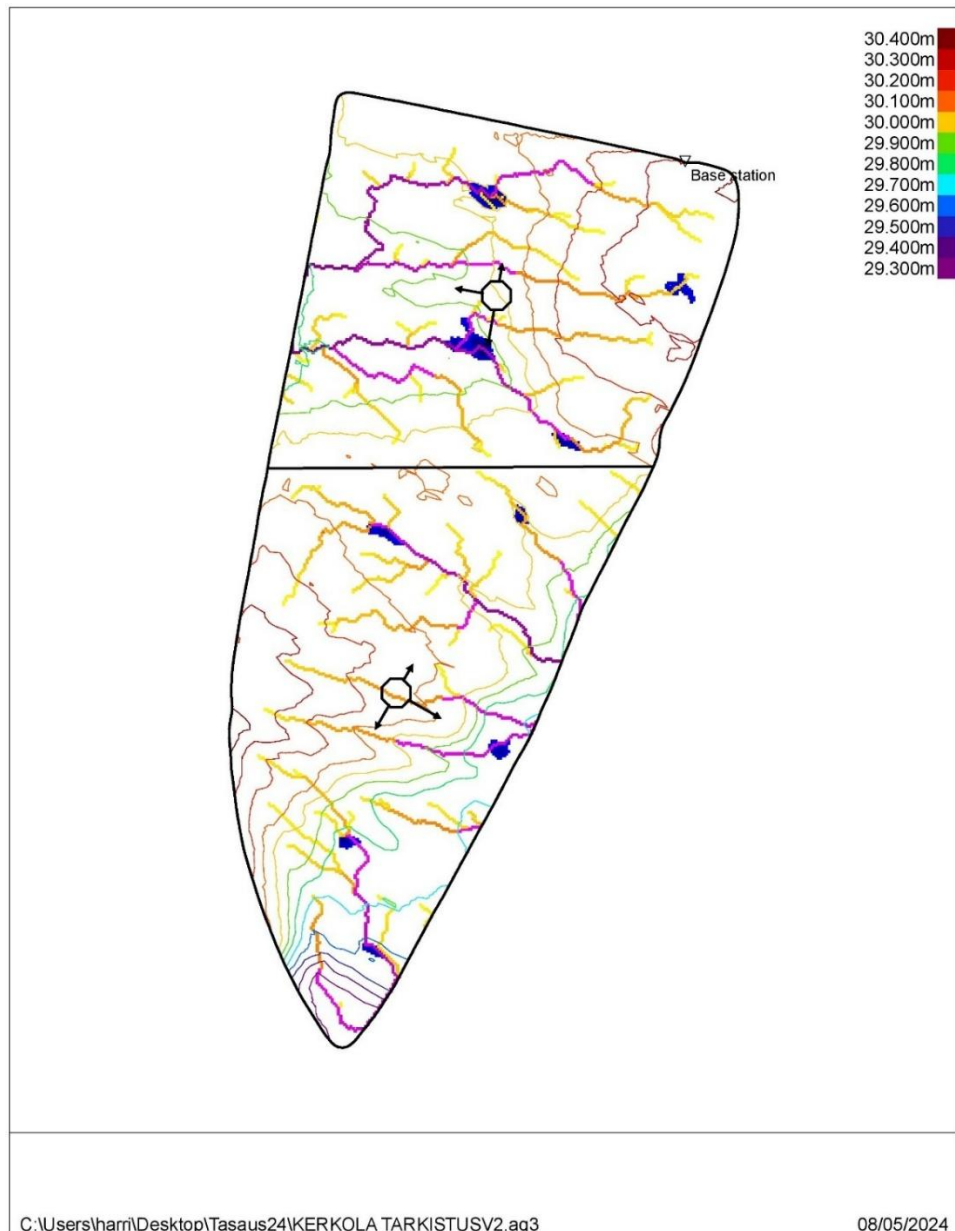 30.400m
30.300m
30.200m
30.100m
30.000m
29.900m
29.800m
29.700m
29.600m
29.500m
29.400m
29.300m
Base station
C:\Users\harri\Desktop\Tasaus24\KERKOLA TARKISTUSV2.ag3 08/05/2024